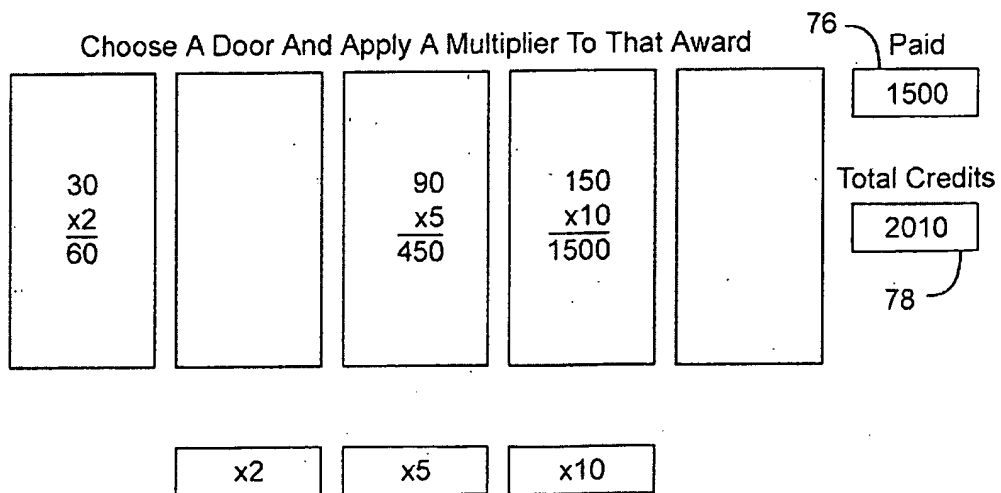 76
Choose A Door And Apply A Multiplier To That Award
Paid
1500
30
x2
60
90
x5
450
150
x10
1500
Total Credits
2010
78
x2
x5
x10